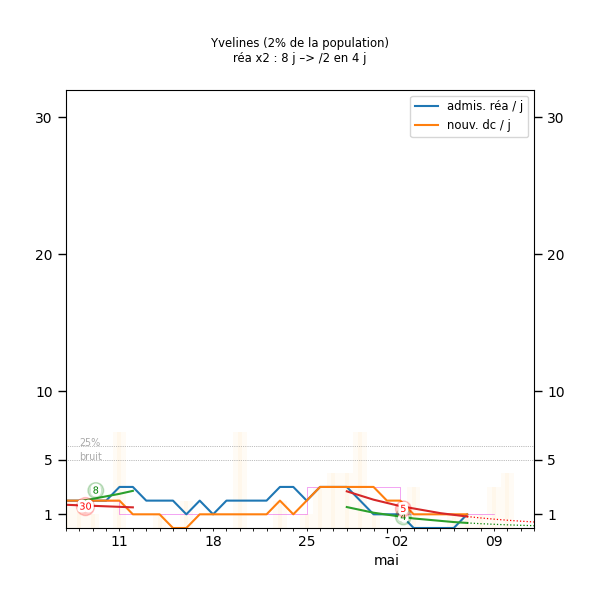 Yvelines (2% de la population)
réa x2 : 8 j –> /2 en 4 j
admis. réa / j
nouv. dc / j
30 30
20 20
10 10
25%
bruit
5 5
8
30
5
4
1 1
11 18 25 02 09
mai